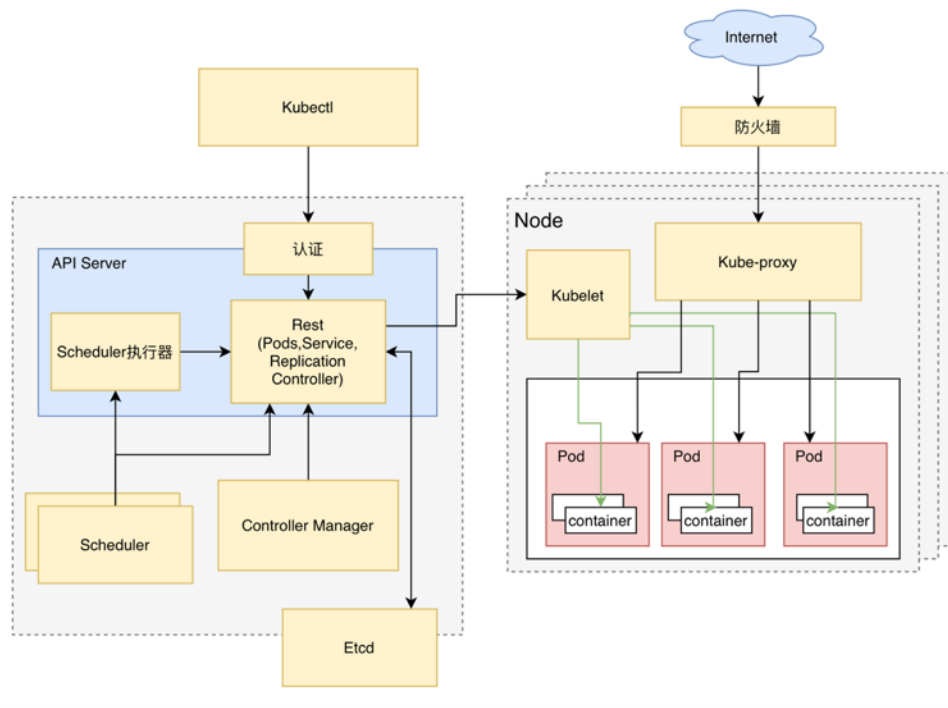 Internet
Kubectl
防火墙
Node
认证
API Server
Kube-proxy
Kubelet
Rest
(Pods,Service,
Replication
Controller)
Scheduler执行器
Pod
Pod
Pod
container
container
container
Controller Manager
Scheduler
Etcd